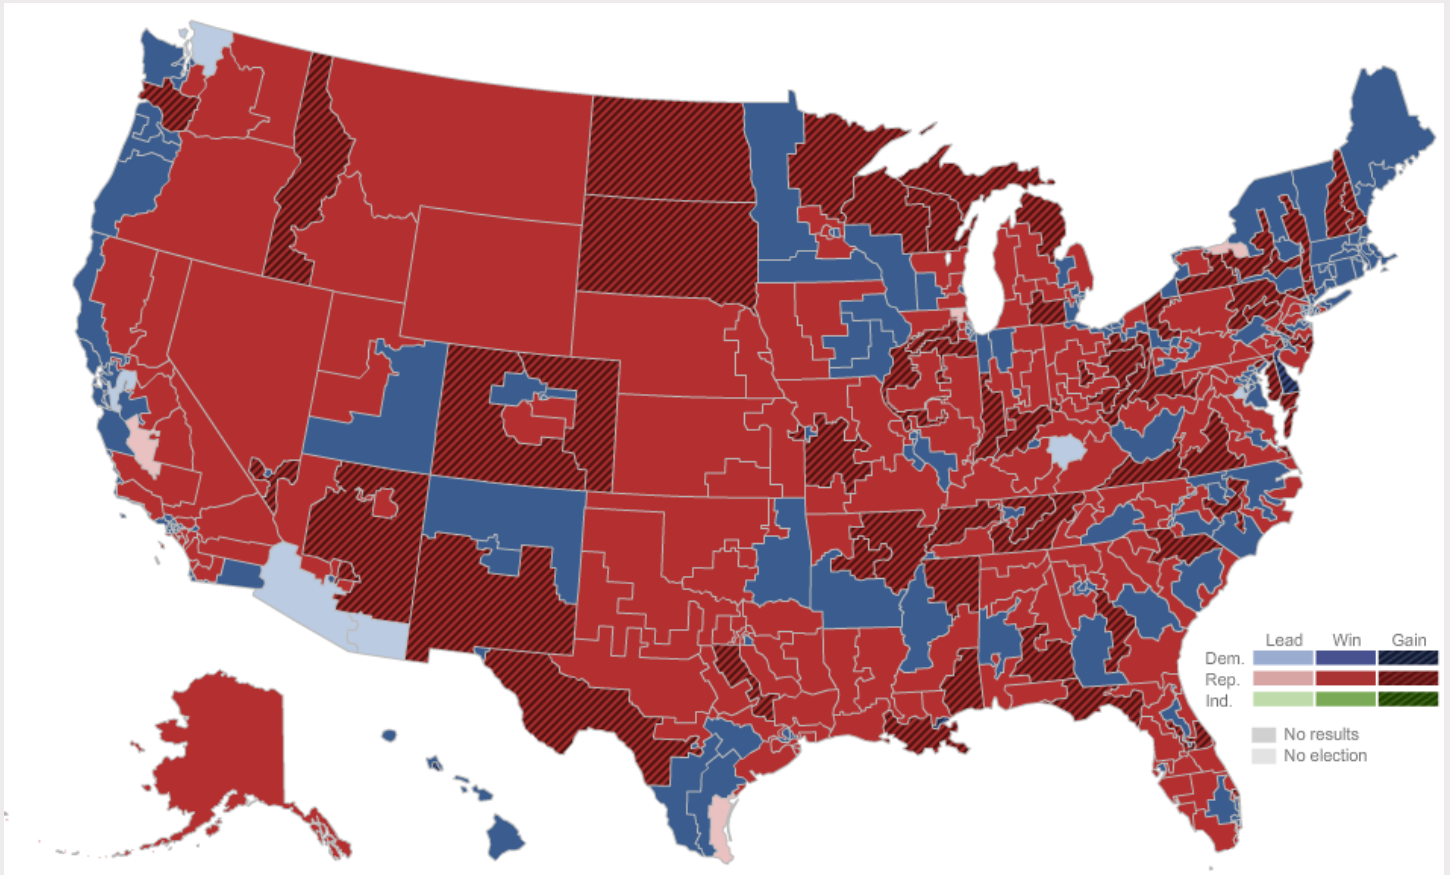 Lead Win Gain
Dem.
Rep.
Ind.
No results
No election